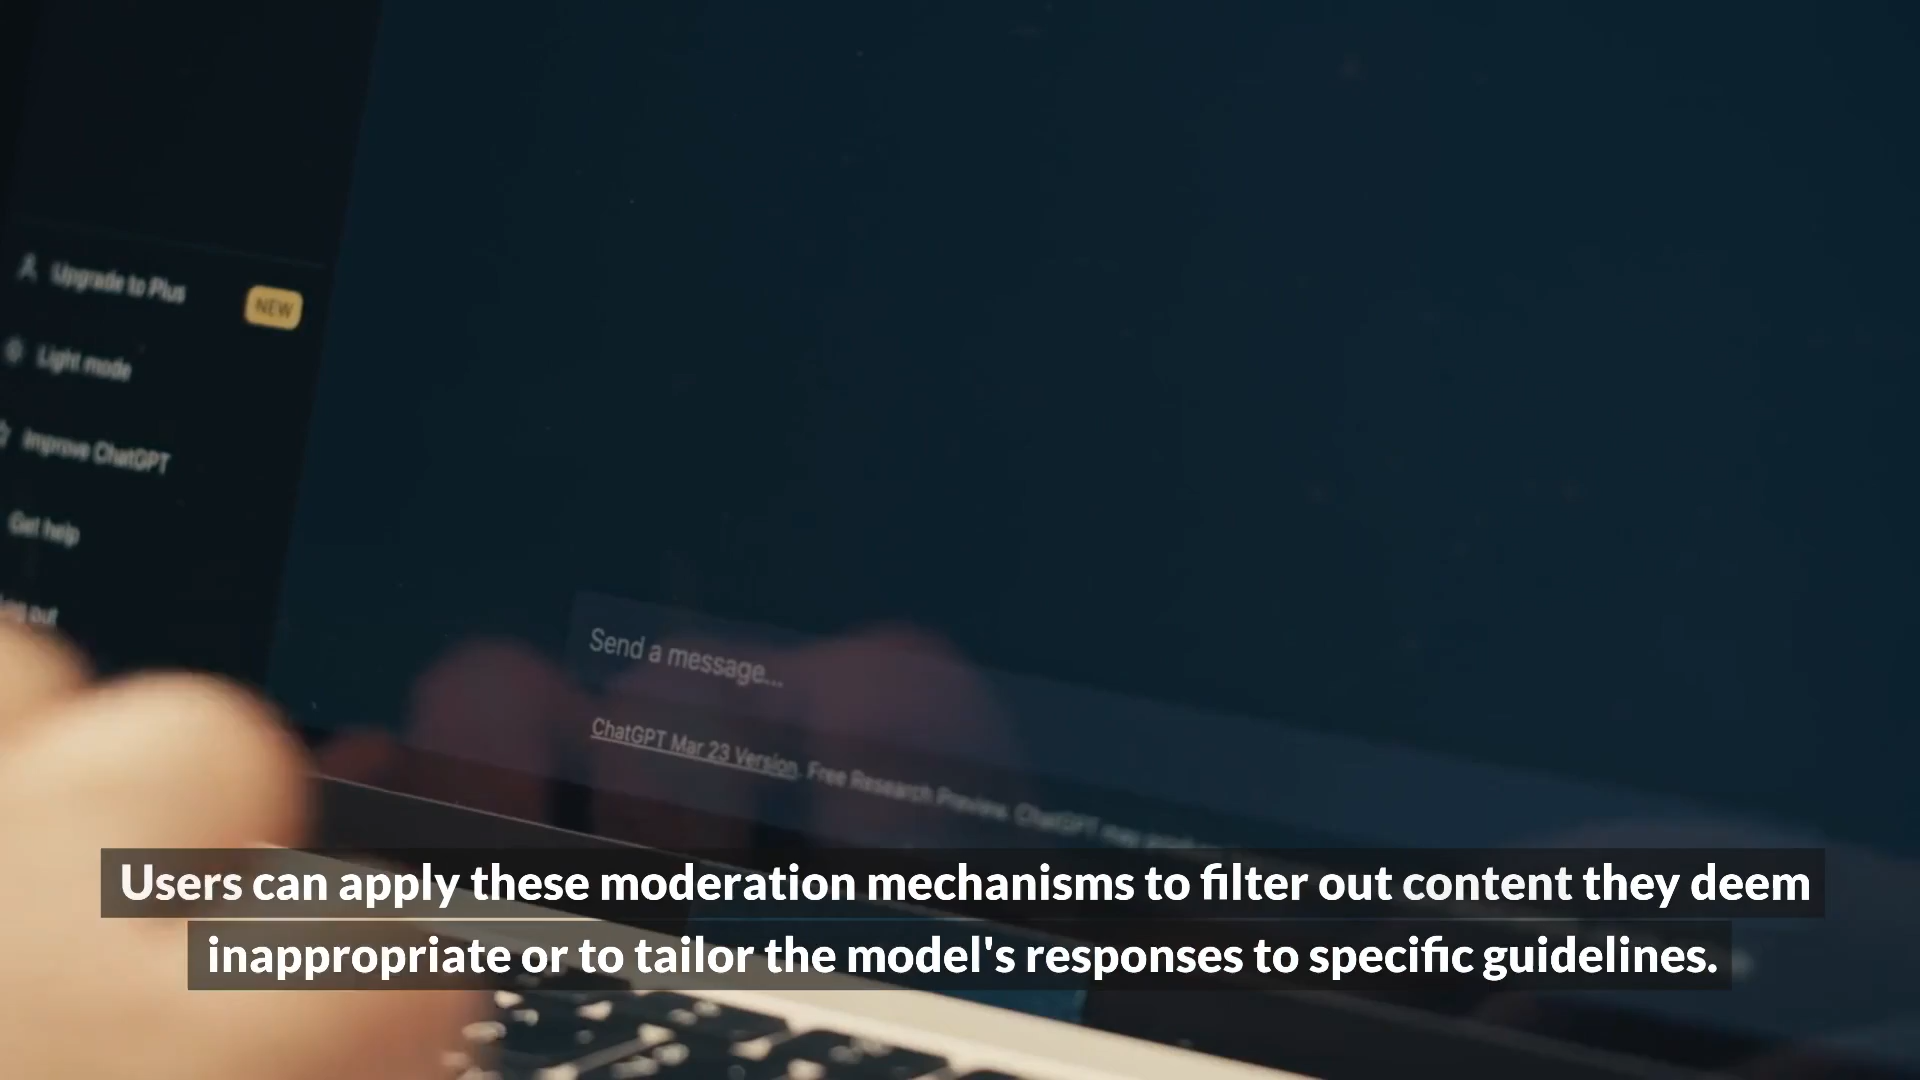 Upgrade to Plus
NEW
Light mode
Improve ChatGPT
Get help
Log out
Send a message...
ChatGPT Mar 23 Version. Free Research Preview. ChatGPT may
Users can apply these moderation mechanisms to filter out content they deem
inappropriate or to tailor the model's responses to specific guidelines.